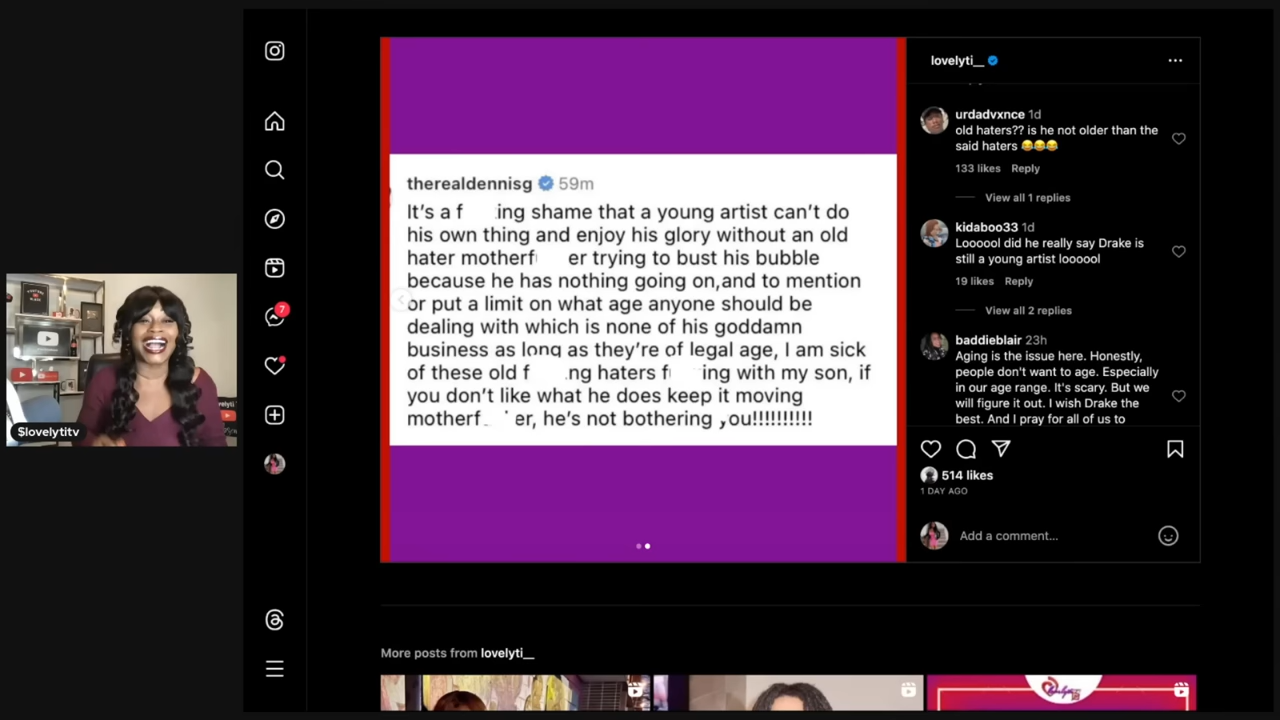 lovelyti__
therealdennisg 59m
It's a f ing shame that a young artist can't do
his own thing and enjoy his glory without an old
hater motherf er trying to bust his bubble
because he has nothing going on,and to mention
or put a limit on what age anyone should be
dealing with which is none of his goddamn
business as long as they're of legal age, I am sick
of these old f ng haters f ing with my son, if
you don't like what he does keep it moving
motherf er, he's not bothering you!!!!!!!!!!
urdadvxnce 1d
old haters?? is he not older than the
said haters 😂😂😂
133 likes Reply
View all 1 replies
kidaboo33 1d
Loooool did he really say Drake is
still a young artist loooool
19 likes Reply
View all 2 replies
baddieblair 23h
Aging is the issue here. Honestly,
people don't want to age. Especially
in our age range. It's scary. But we
will figure it out. I wish Drake the
best. And I pray for all of us to
514 likes
1 DAY AGO
Add a comment...
7
$lovelytitv
More posts from lovelyti__